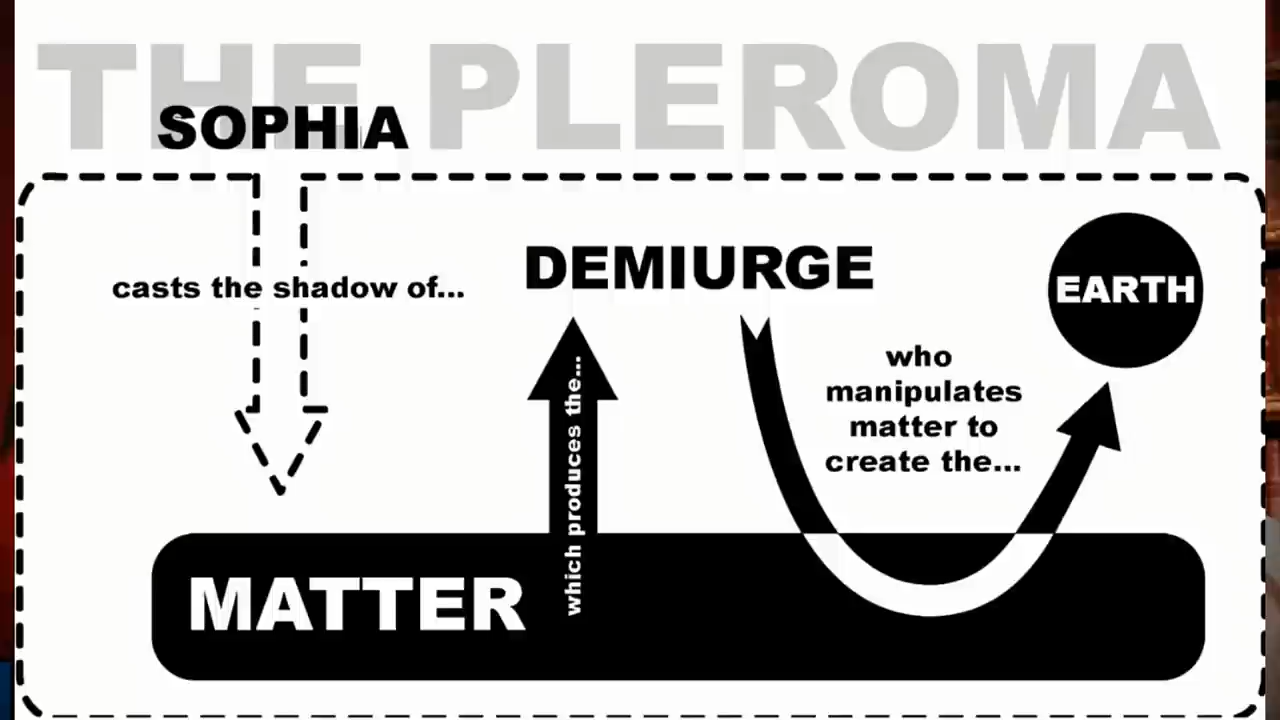 THE PLEROMA
SOPHIA
casts the shadow of...
DEMIURGE
EARTH
which produces the...
who
manipulates
matter to
create the...
MATTER